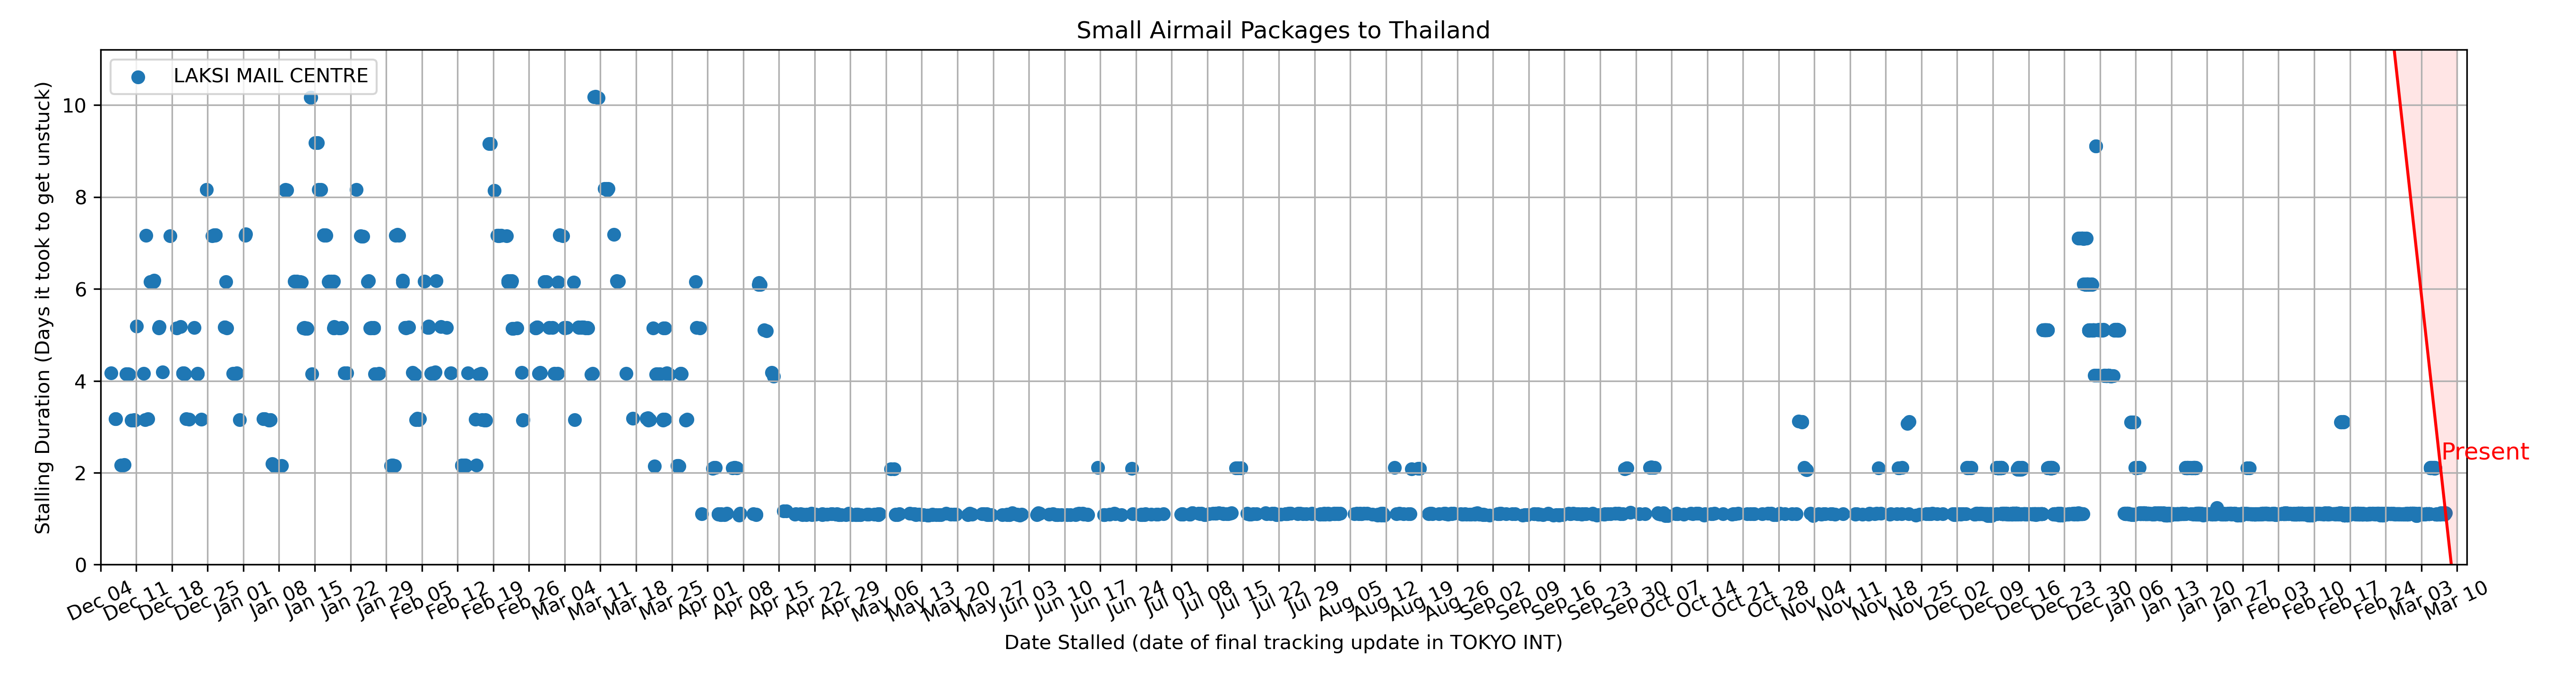 Small Airmail Packages to Thailand
LAKSI MAIL CENTRE
Stalling Duration (Days it took to get unstuck)
10
8
6
4
2
0
Present
Dec 04
Dec 11
Dec 18
Dec 25
Jan 01
Jan 08
Jan 15
Jan 22
Jan 29
Feb 05
Feb 12
Feb 19
Feb 26
Mar 04
Mar 11
Mar 18
Mar 25
Apr 01
Apr 08
Apr 15
Apr 22
Apr 29
May 06
May 13
May 20
May 27
Jun 03
Jun 10
Jun 17
Jun 24
Jul 01
Jul 08
Jul 15
Jul 22
Jul 29
Aug 05
Aug 12
Aug 19
Aug 26
Sep 02
Sep 09
Sep 16
Sep 23
Sep 30
Oct 07
Oct 14
Oct 21
Oct 28
Nov 04
Nov 11
Nov 18
Nov 25
Dec 02
Dec 09
Dec 16
Dec 23
Dec 30
Jan 06
Jan 13
Jan 20
Jan 27
Feb 03
Feb 10
Feb 17
Feb 24
Mar 03
Mar 10
Date Stalled (date of final tracking update in TOKYO INT)